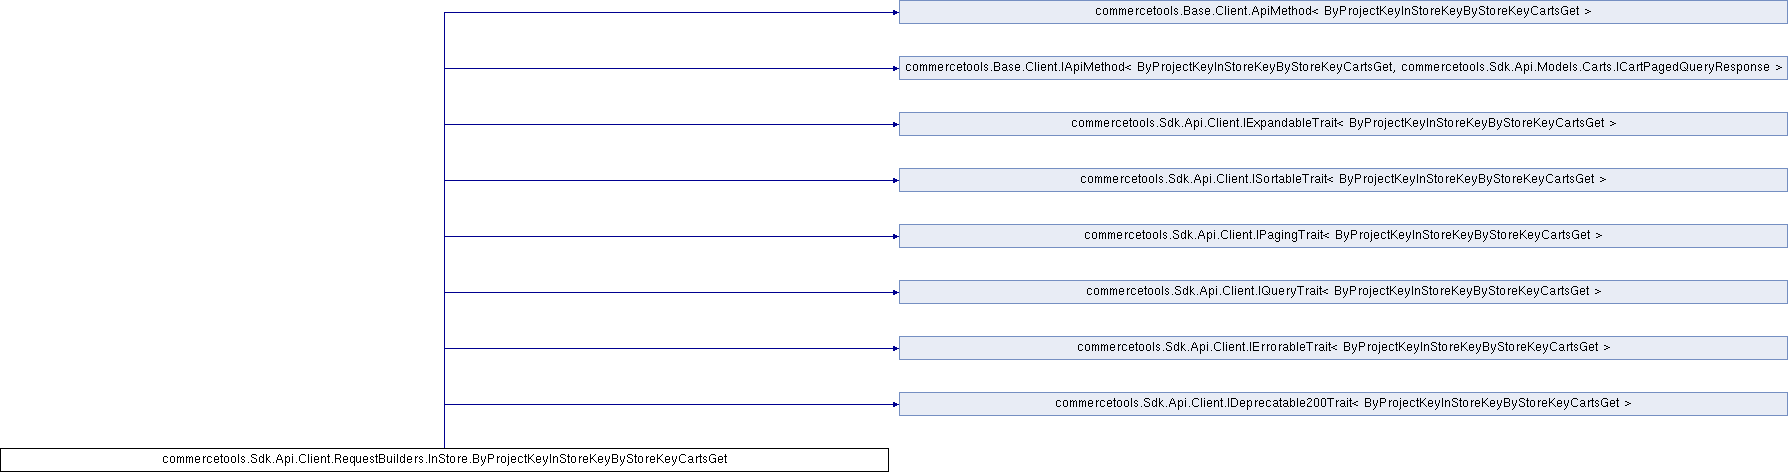 commercetools.Base.Client.ApiMethod< ByProjectKeyInStoreKeyByStoreKeyCartsGet >
commercetools.Base.Client.IApiMethod< ByProjectKeyInStoreKeyByStoreKeyCartsGet, commercetools.Sdk.Api.Models.Carts.ICartPagedQueryResponse >
commercetools.Sdk.Api.Client.IExpandableTrait< ByProjectKeyInStoreKeyByStoreKeyCartsGet >
commercetools.Sdk.Api.Client.ISortableTrait< ByProjectKeyInStoreKeyByStoreKeyCartsGet >
commercetools.Sdk.Api.Client.IPagingTrait< ByProjectKeyInStoreKeyByStoreKeyCartsGet >
commercetools.Sdk.Api.Client.IQueryTrait< ByProjectKeyInStoreKeyByStoreKeyCartsGet >
commercetools.Sdk.Api.Client.IErrorableTrait< ByProjectKeyInStoreKeyByStoreKeyCartsGet >
commercetools.Sdk.Api.Client.IDeprecatable200Trait< ByProjectKeyInStoreKeyByStoreKeyCartsGet >
commercetools.Sdk.Api.Client.RequestBuilders.InStore.ByProjectKeyInStoreKeyByStoreKeyCartsGet